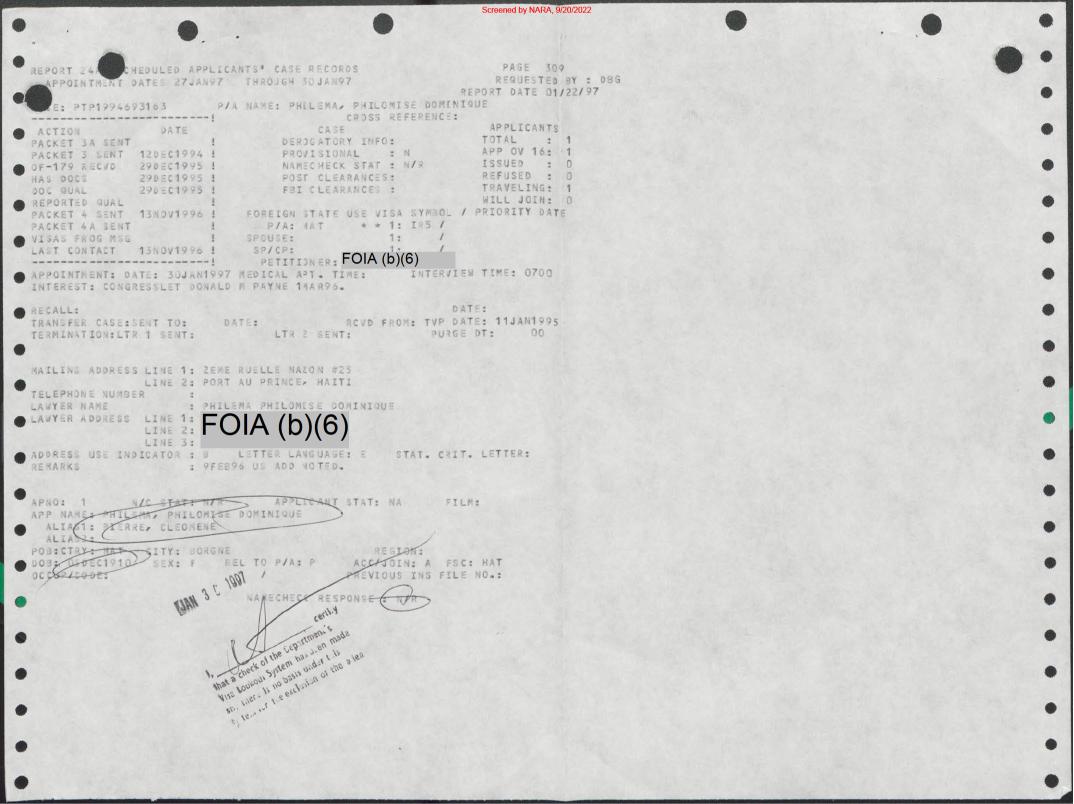 Screened by NARA, 9/20/2022
REPORT 24 SCHEDULED APPLICANTS' CASE RECORDS PAGE 309
APPOINTMENT DATES 27JAN97 THROUGH 30JAN97 REQUESTED BY : DBG
REPORT DATE 01/22/97
E: PTP1994693163 P/A NAME: PHILEMA, PHILOMISE DOMINIQUE
---------------------------! CROSS REFERENCE:
ACTION DATE ! CASE APPLICANTS
PACKET 3A SENT ! DEROGATORY INFO: TOTAL : 1
PACKET 3 SENT 12DEC1994 ! PROVISIONAL : N APP OV 16: 1
OF-179 RECVD 29DEC1995 ! NAMECHECK STAT : N/R ISSUED : 0
HAS DOCS 29DEC1995 ! POST CLEARANCES: REFUSED : 0
DOC QUAL 29DEC1995 ! FBI CLEARANCES : TRAVELING: 1
REPORTED QUAL ! WILL JOIN: 0
PACKET 4 SENT 13NOV1996 ! FOREIGN STATE USE VISA SYMBOL / PRIORITY DATE
PACKET 4A SENT ! P/A: HAT * * 1: IR5 /
VISAS FROG MSG ! SPOUSE: 1: /
LAST CONTACT 13NOV1996 ! SP/CP: 1: /
---------------------------! PETITIONER: FOIA (b)(6)
APPOINTMENT: DATE: 30JAN1997 MEDICAL APT. TIME: INTERVIEW TIME: 0700
INTEREST: CONGRESSLET DONALD M PAYNE 14AR96.
RECALL: DATE:
TRANSFER CASE:SENT TO: DATE: RCVD FROM: TVP DATE: 11JAN1995
TERMINATION:LTR 1 SENT: LTR 2 SENT: PURGE DT: 00
MAILING ADDRESS LINE 1: 2EME RUELLE NAZON #25
LINE 2: PORT AU PRINCE, HAITI
TELEPHONE NUMBER :
LAWYER NAME : PHILEMA PHILOMISE DOMINIQUE
LAWYER ADDRESS LINE 1: FOIA (b)(6)
LINE 2:
LINE 3:
ADDRESS USE INDICATOR : B LETTER LANGUAGE: E STAT. CRIT. LETTER:
REMARKS : 9FEB96 US ADD NOTED.
APNO: 1 N/C STAT: N/R APPLICANT STAT: NA FILM:
APP NAME: PHILEMA, PHILOMISE DOMINIQUE
ALIAS1: PIERRE, CLEOMENE
ALIAS2:
POB:CTRY: HAT CITY: BORGNE REGION:
DOB: 05DEC1910 SEX: F REL TO P/A: P ACC/JOIN: A FSC: HAT
OCCUP/CODE: / PREVIOUS INS FILE NO.:
JAN 30 1997
NAMECHECK RESPONSE : N/R
I, certify
that a check of the Department's
Visa Lookout System has been made
and there is no basis under this
system for the exclusion of the alien